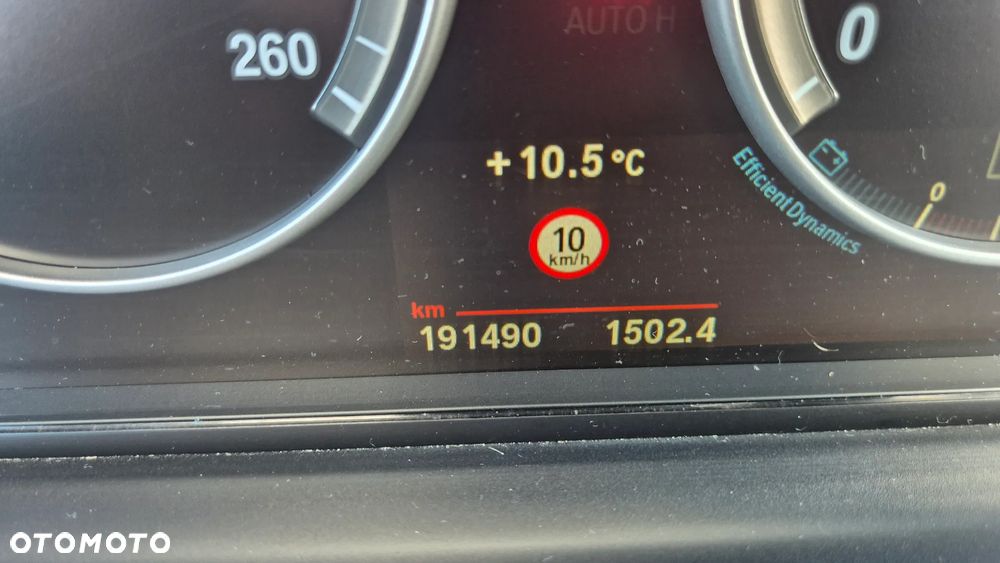 AUTO H
260
0
+10.5 °C
EfficientDynamics
0
10
km/h
km
191490 1502.4
OTOMOTO